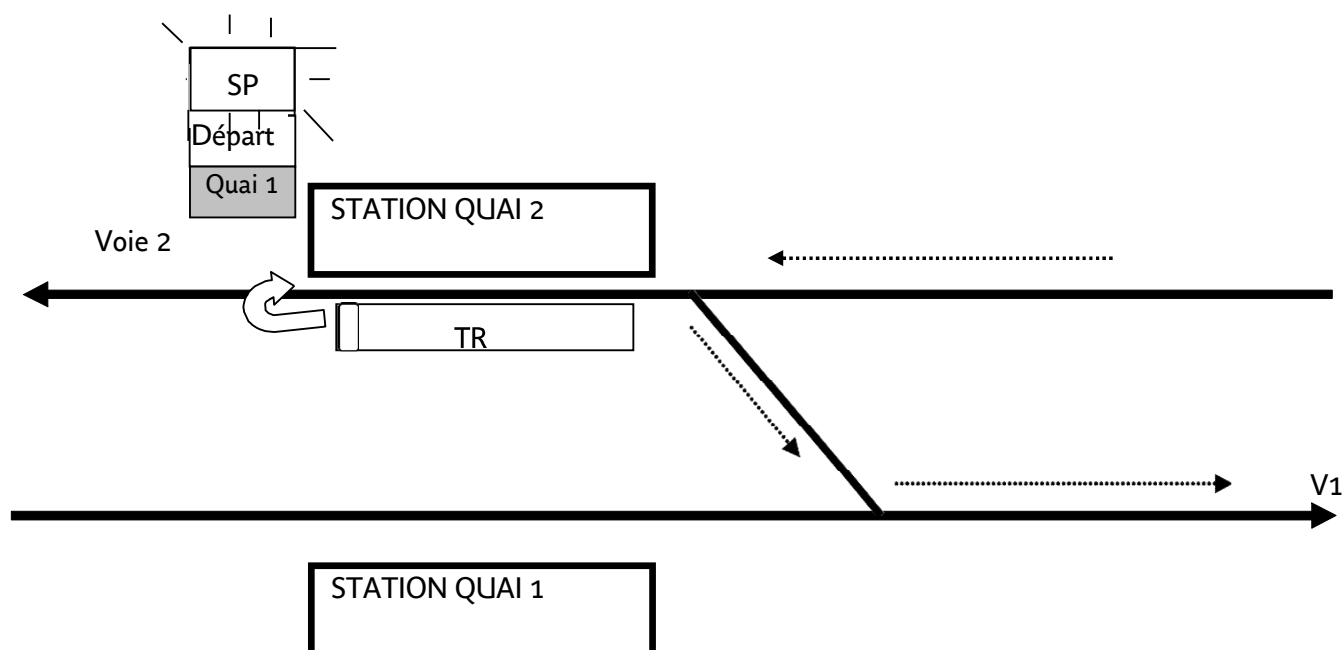 SP
Départ
Quai 1
STATION QUAI 2
Voie 2
TR
V1
STATION QUAI 1